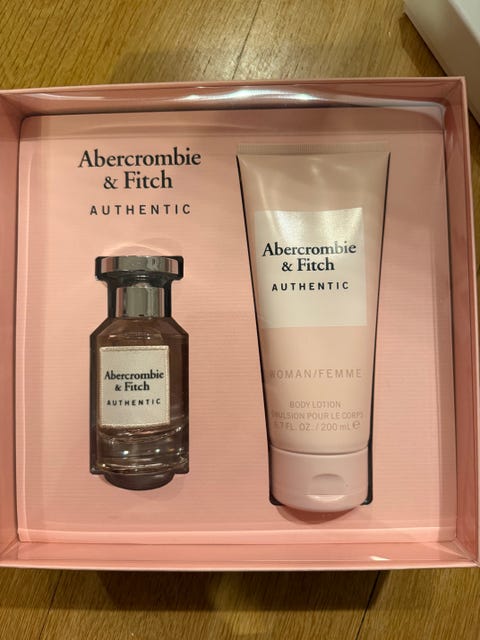 Abercrombie
& Fitch
AUTHENTIC
Abercrombie
& Fitch
AUTHENTIC
WOMAN/FEMME
BODY LOTION
EMULSION POUR LE CORPS
6.7 FL. OZ. / 200 mL ℮
Abercrombie
& Fitch
AUTHENTIC